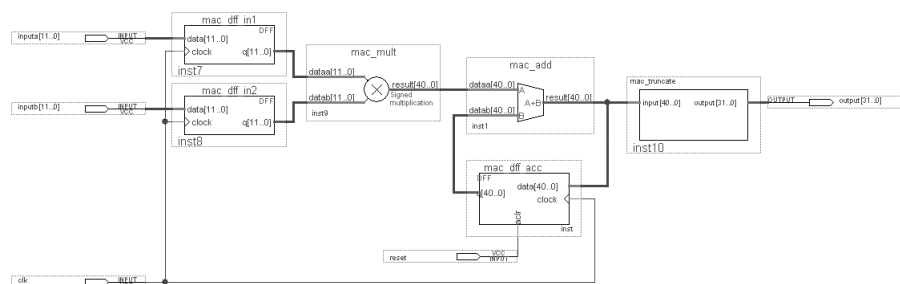 mac_dff_in1
DFF
inputa[11..0]
INPUT
VCC
data[11..0]
clock
q[11..0]
inst7
mac_dff_in2
DFF
inputb[11..0]
INPUT
VCC
data[11..0]
clock
q[11..0]
inst8
mac_mult
dataa[11..0]
datab[11..0]
result[40..0]
Signed
multiplication
inst9
mac_add
dataa[40..0]
datab[40..0]
A
B
A+B
result[40..0]
inst1
mac_truncate
input[40..0]
output[31..0]
inst10
OUTPUT
output[31..0]
mac_dff_acc
DFF
q[40..0]
data[40..0]
clock
aclr
inst
reset
VCC
INPUT
clk
INPUT
VCC